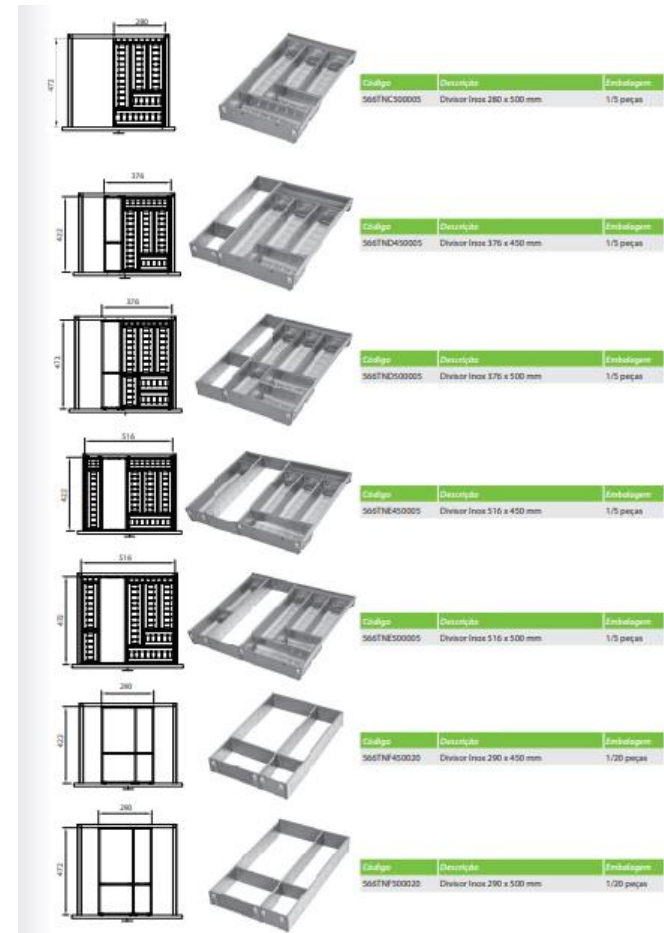 280
472
Código Descrição Embalagem
566TNC500005 Divisor Inox 280 x 500 mm 1/5 peças
376
422
Código Descrição Embalagem
566TND450005 Divisor Inox 376 x 450 mm 1/5 peças
376
472
Código Descrição Embalagem
566TND500005 Divisor Inox 376 x 500 mm 1/5 peças
516
422
Código Descrição Embalagem
566TNE450005 Divisor Inox 516 x 450 mm 1/5 peças
516
Código Descrição Embalagem
566TNE500005 Divisor Inox 516 x 500 mm 1/5 peças
290
422
Código Descrição Embalagem
566TNF450020 Divisor Inox 290 x 450 mm 1/20 peças
290
472
Código Descrição Embalagem
566TNF500020 Divisor Inox 290 x 500 mm 1/20 peças